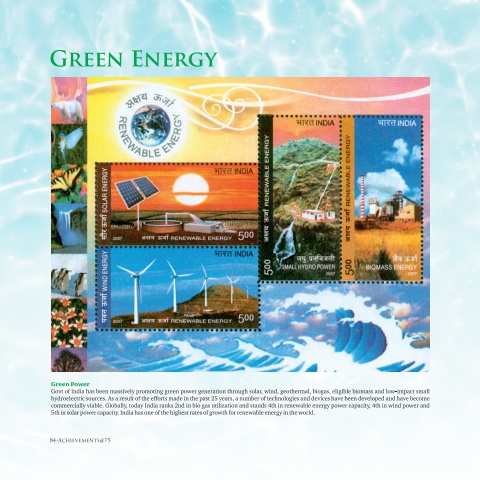 GREEN ENERGY
अक्षय ऊर्जा
RENEWABLE ENERGY
भारत INDIA
सौर ऊर्जा SOLAR ENERGY
2007 अक्षय ऊर्जा RENEWABLE ENERGY 5.00
भारत INDIA
पवन ऊर्जा WIND ENERGY
2007 अक्षय ऊर्जा RENEWABLE ENERGY 5.00
भारत INDIA
5.00 अक्षय ऊर्जा RENEWABLE ENERGY
लघु पनबिजली
SMALL HYDRO POWER
2007
भारत INDIA
5.00 अक्षय ऊर्जा RENEWABLE ENERGY
जैव ऊर्जा
BIOMASS ENERGY
2007
Green Power
Govt of India has been massively promoting green power generation through solar, wind, geothermal, biogas, eligible biomass and low-impact small
hydroelectric sources. As a result of the efforts made in the past 25 years, a number of technologies and devices have been developed and have become
commercially viable. Globally, today India ranks 2nd in bio gas utilization and stands 4th in renewable energy power capacity, 4th in wind power and
5th in solar power capacity. India has one of the highest rates of growth for renewable energy in the world.
84-ACHIEVEMENTS@75